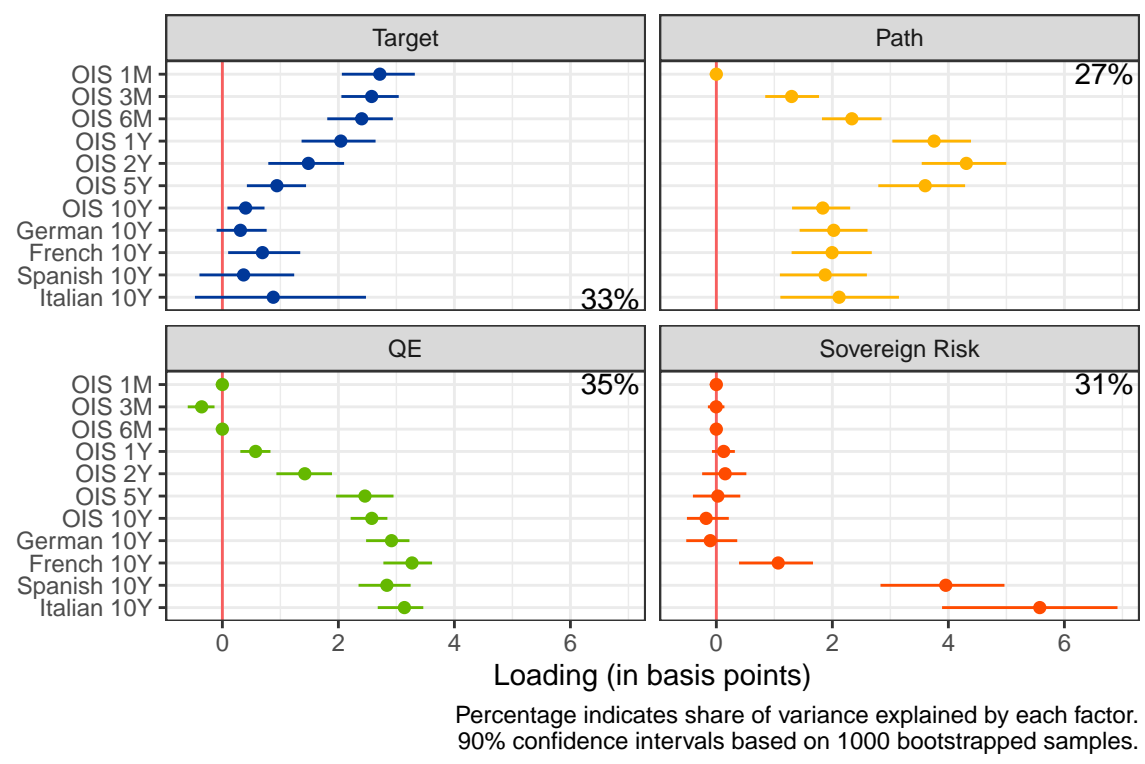 Target
Path
OIS 1M
OIS 3M
OIS 6M
OIS 1Y
OIS 2Y
OIS 5Y
OIS 10Y
German 10Y
French 10Y
Spanish 10Y
Italian 10Y
33%
27%
QE
Sovereign Risk
OIS 1M
OIS 3M
OIS 6M
OIS 1Y
OIS 2Y
OIS 5Y
OIS 10Y
German 10Y
French 10Y
Spanish 10Y
Italian 10Y
35%
31%
0 2 4 6
0 2 4 6
Loading (in basis points)
Percentage indicates share of variance explained by each factor.
90% confidence intervals based on 1000 bootstrapped samples.